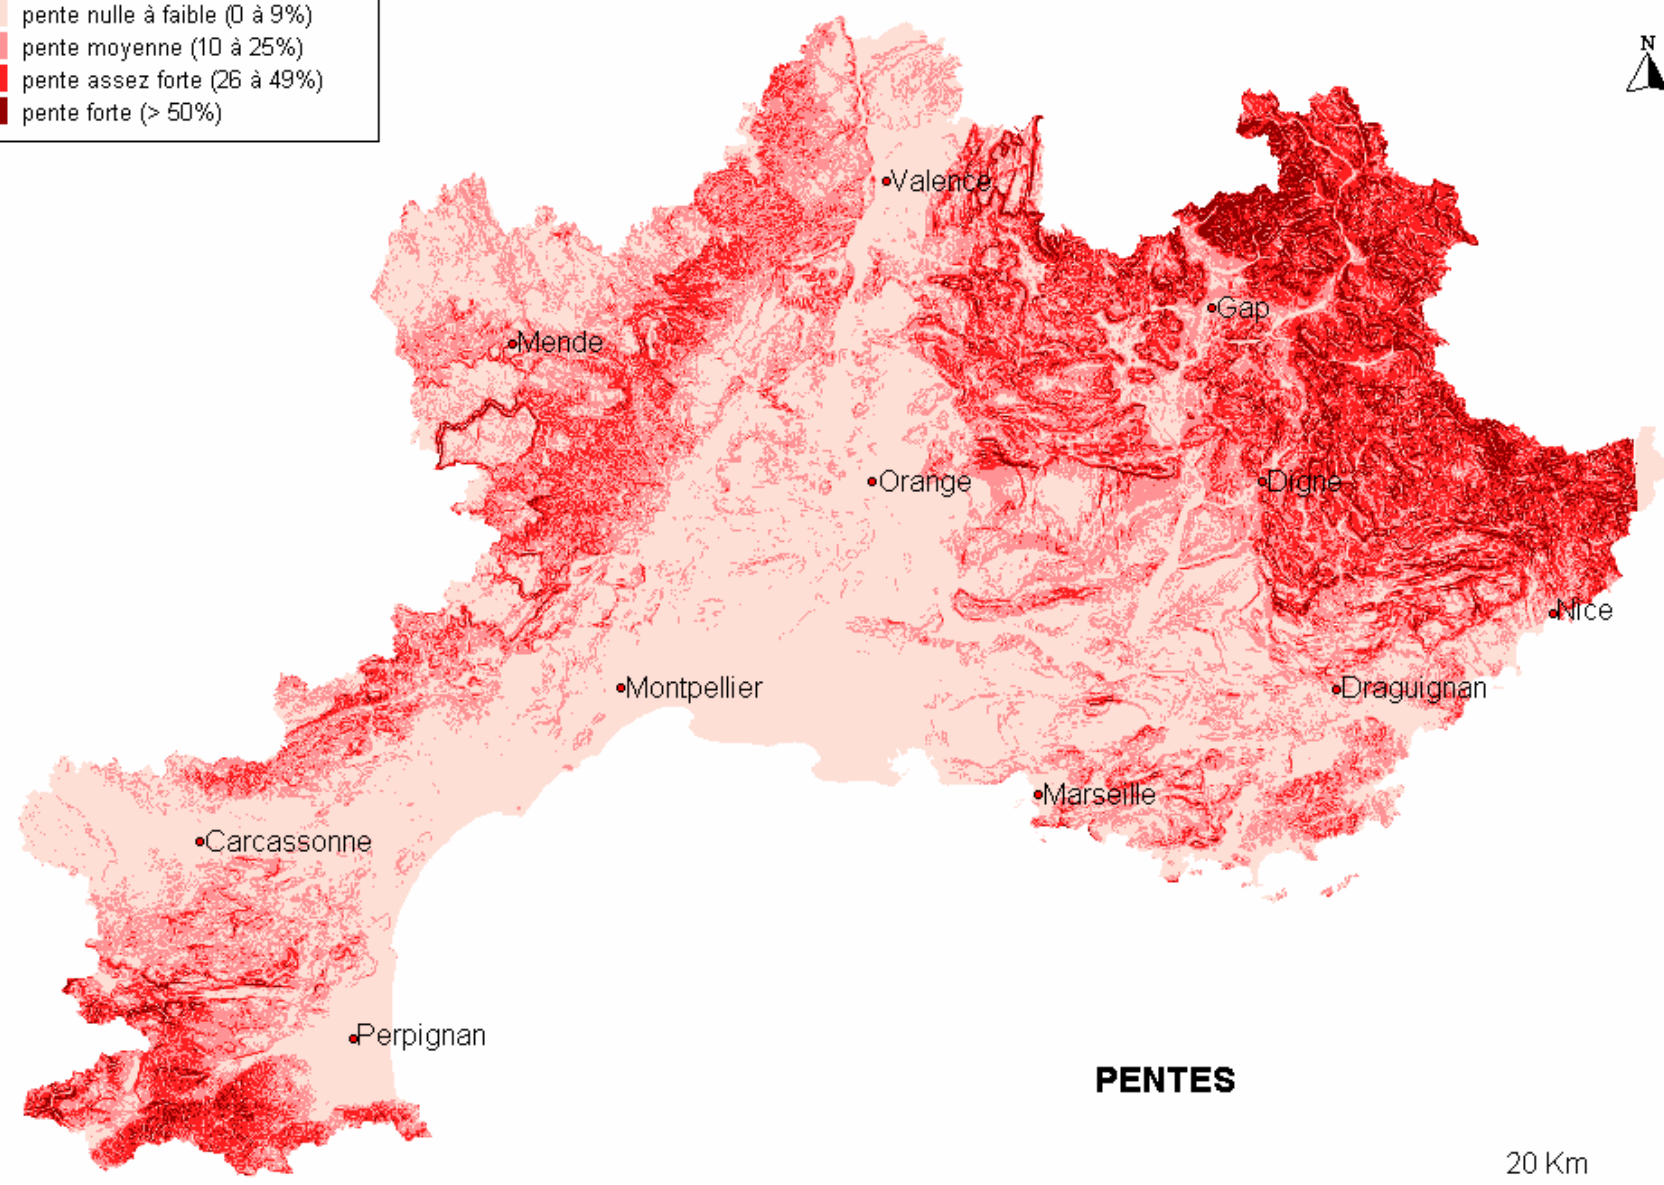 pente nulle à faible (0 à 9%)
pente moyenne (10 à 25%)
pente assez forte (26 à 49%)
pente forte (> 50%)
N
Valence
Gap
Mende
Orange
Digne
Nice
Montpellier
Draguignan
Marseille
Carcassonne
Perpignan
PENTES
20 Km